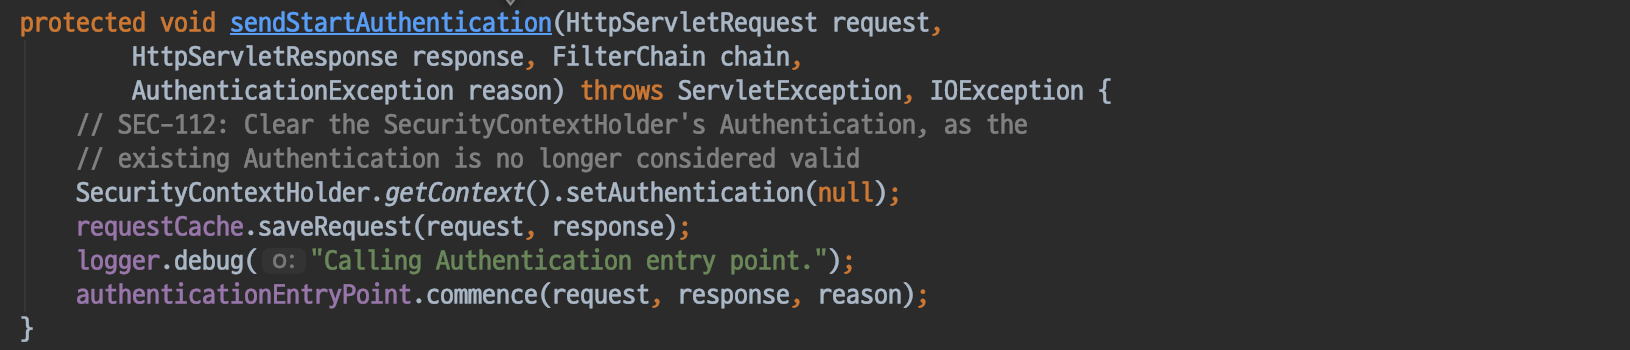 protected void sendStartAuthentication(HttpServletRequest request,
HttpServletResponse response, FilterChain chain,
AuthenticationException reason) throws ServletException, IOException {
// SEC-112: Clear the SecurityContextHolder's Authentication, as the
// existing Authentication is no longer considered valid
SecurityContextHolder.getContext().setAuthentication(null);
requestCache.saveRequest(request, response);
logger.debug( o: "Calling Authentication entry point.");
authenticationEntryPoint.commence(request, response, reason);
}